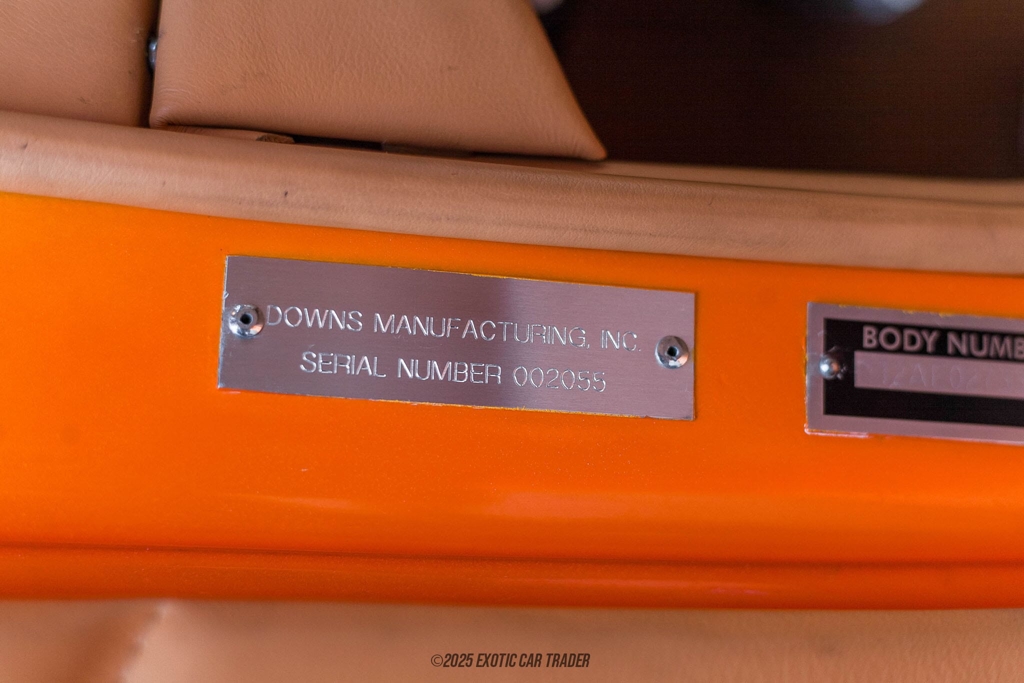 DOWNS MANUFACTURING, INC.
SERIAL NUMBER 002055
BODY NUMB
©2025 EXOTIC CAR TRADER